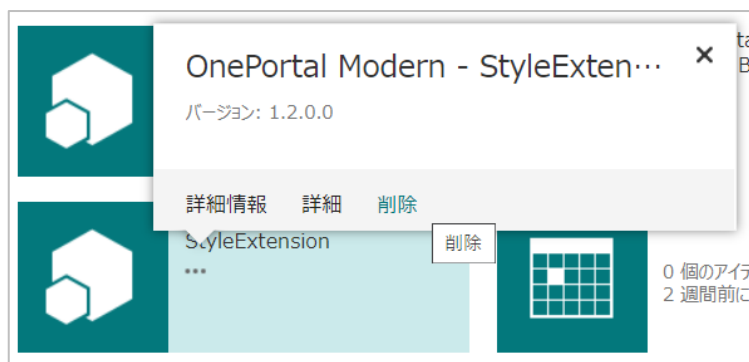 OnePortal Modern - StyleExten…
バージョン: 1.2.0.0
詳細情報 詳細 削除
StyleExtension
削除
0 個のアイテ
2 週間前に